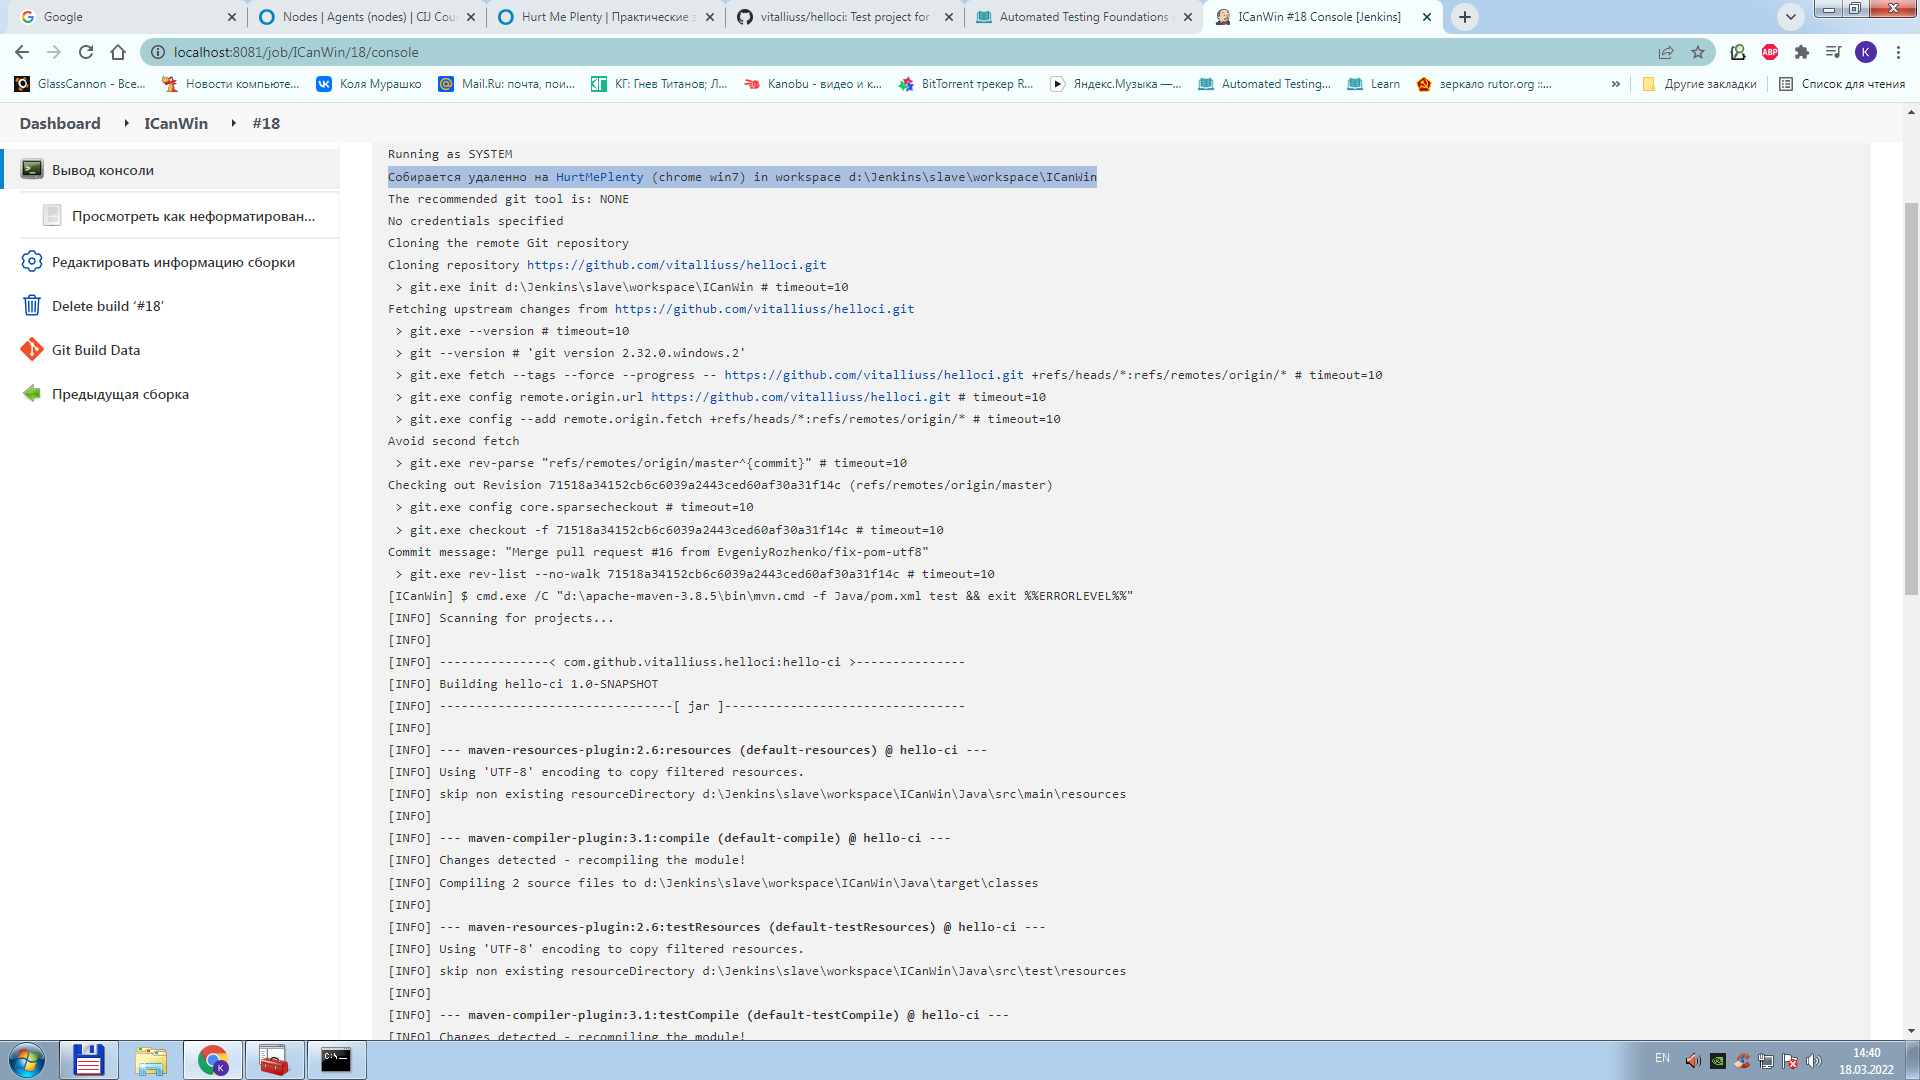 Google
Nodes | Agents (nodes) | CIJ Cou
Hurt Me Plenty | Практические з
vitalliuss/helloci: Test project for
Automated Testing Foundations
ICanWin #18 Console [Jenkins]
localhost:8081/job/ICanWin/18/console
ABP
K
GlassCannon - Все...
Новости компьюте...
Коля Мурашко
Mail.Ru: почта, пои...
КГ: Гнев Титанов; Л...
Kanobu - видео и к...
BitTorrent трекер R...
Яндекс.Музыка —...
Automated Testing...
Learn
зеркало rutor.org ::...
»
Другие закладки
Список для чтения
Dashboard ICanWin #18
Вывод консоли
Просмотреть как неформатирован...
Редактировать информацию сборки
Delete build ‘#18’
Git Build Data
Предыдущая сборка
Running as SYSTEM
Собирается удаленно на HurtMePlenty (chrome win7) in workspace d:\Jenkins\slave\workspace\ICanWin
The recommended git tool is: NONE
No credentials specified
Cloning the remote Git repository
Cloning repository https://github.com/vitalliuss/helloci.git
> git.exe init d:\Jenkins\slave\workspace\ICanWin # timeout=10
Fetching upstream changes from https://github.com/vitalliuss/helloci.git
> git.exe --version # timeout=10
> git --version # 'git version 2.32.0.windows.2'
> git.exe fetch --tags --force --progress -- https://github.com/vitalliuss/helloci.git +refs/heads/*:refs/remotes/origin/* # timeout=10
> git.exe config remote.origin.url https://github.com/vitalliuss/helloci.git # timeout=10
> git.exe config --add remote.origin.fetch +refs/heads/*:refs/remotes/origin/* # timeout=10
Avoid second fetch
> git.exe rev-parse "refs/remotes/origin/master^{commit}" # timeout=10
Checking out Revision 71518a34152cb6c6039a2443ced60af30a31f14c (refs/remotes/origin/master)
> git.exe config core.sparsecheckout # timeout=10
> git.exe checkout -f 71518a34152cb6c6039a2443ced60af30a31f14c # timeout=10
Commit message: "Merge pull request #16 from EvgeniyRozhenko/fix-pom-utf8"
> git.exe rev-list --no-walk 71518a34152cb6c6039a2443ced60af30a31f14c # timeout=10
[ICanWin] $ cmd.exe /C "d:\apache-maven-3.8.5\bin\mvn.cmd -f Java/pom.xml test && exit %%ERRORLEVEL%%"
[INFO] Scanning for projects...
[INFO]
[INFO] ---------------< com.github.vitalliuss.helloci:hello-ci >---------------
[INFO] Building hello-ci 1.0-SNAPSHOT
[INFO] --------------------------------[ jar ]---------------------------------
[INFO]
[INFO] --- maven-resources-plugin:2.6:resources (default-resources) @ hello-ci ---
[INFO] Using 'UTF-8' encoding to copy filtered resources.
[INFO] skip non existing resourceDirectory d:\Jenkins\slave\workspace\ICanWin\Java\src\main\resources
[INFO]
[INFO] --- maven-compiler-plugin:3.1:compile (default-compile) @ hello-ci ---
[INFO] Changes detected - recompiling the module!
[INFO] Compiling 2 source files to d:\Jenkins\slave\workspace\ICanWin\Java\target\classes
[INFO]
[INFO] --- maven-resources-plugin:2.6:testResources (default-testResources) @ hello-ci ---
[INFO] Using 'UTF-8' encoding to copy filtered resources.
[INFO] skip non existing resourceDirectory d:\Jenkins\slave\workspace\ICanWin\Java\src\test\resources
[INFO]
[INFO] --- maven-compiler-plugin:3.1:testCompile (default-testCompile) @ hello-ci ---
[INFO] Changes detected - recompiling the module!
EN
14:40
18.03.2022